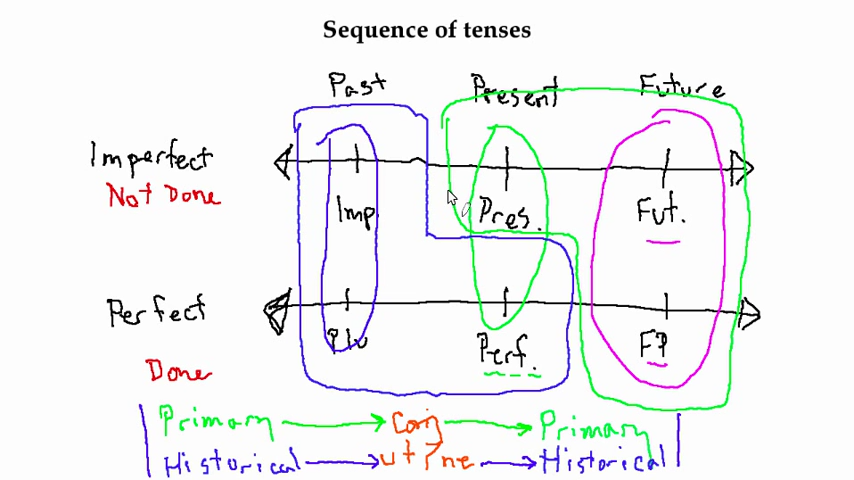 Sequence of tenses
Past Present Future
Imperfect
Not Done
Imp Pres. Fut.
Perfect
Plu Perf. FP
Done
Primary Conj Primary
Historical ut/ne Historical